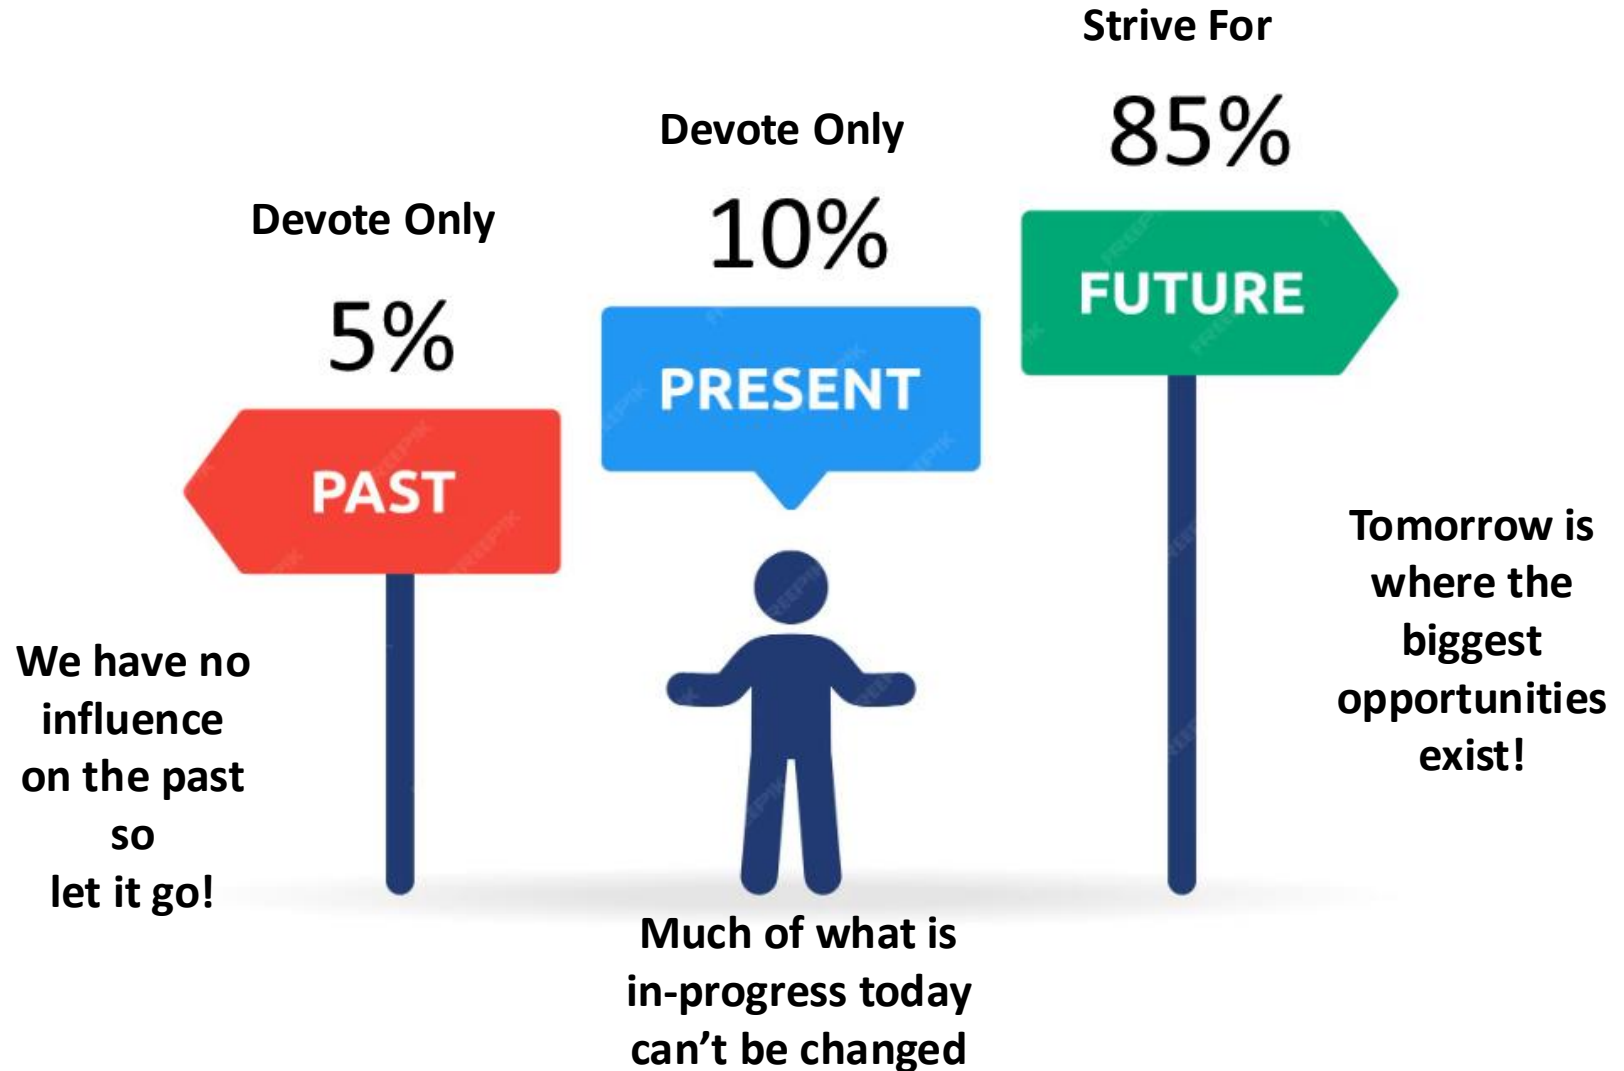 Strive For
85%
FUTURE
Devote Only
10%
PRESENT
Devote Only
5%
PAST
We have no
influence
on the past
so
let it go!
Much of what is
in-progress today
can’t be changed
Tomorrow is
where the
biggest
opportunities
exist!